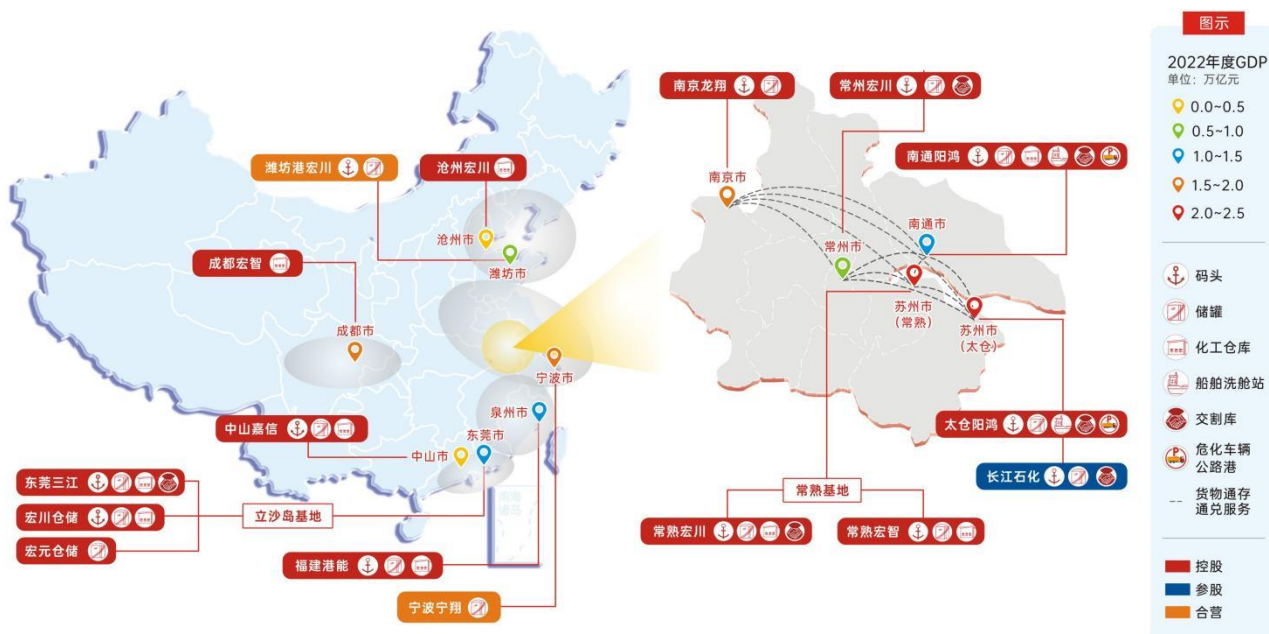 潍坊港宏川
沧州宏川
沧州市
潍坊市
成都宏智
成都市
宁波市
泉州市
东莞市
中山嘉信
中山市
东莞三江
宏川仓储
宏元仓储
立沙岛基地
南海
诸岛
福建港能
宁波宁翔
南京龙翔
常州宏川
南通阳鸿
南京市
南通市
常州市
苏州市
(常熟)
苏州市
(太仓)
太仓阳鸿
长江石化
常熟基地
常熟宏川
常熟宏智
图示
2022年度GDP
单位：万亿元
0.0~0.5
0.5~1.0
1.0~1.5
1.5~2.0
2.0~2.5
码头
储罐
化工仓库
船舶洗舱站
交割库
危化车辆
公路港
货物通存
通兑服务
控股
参股
合营